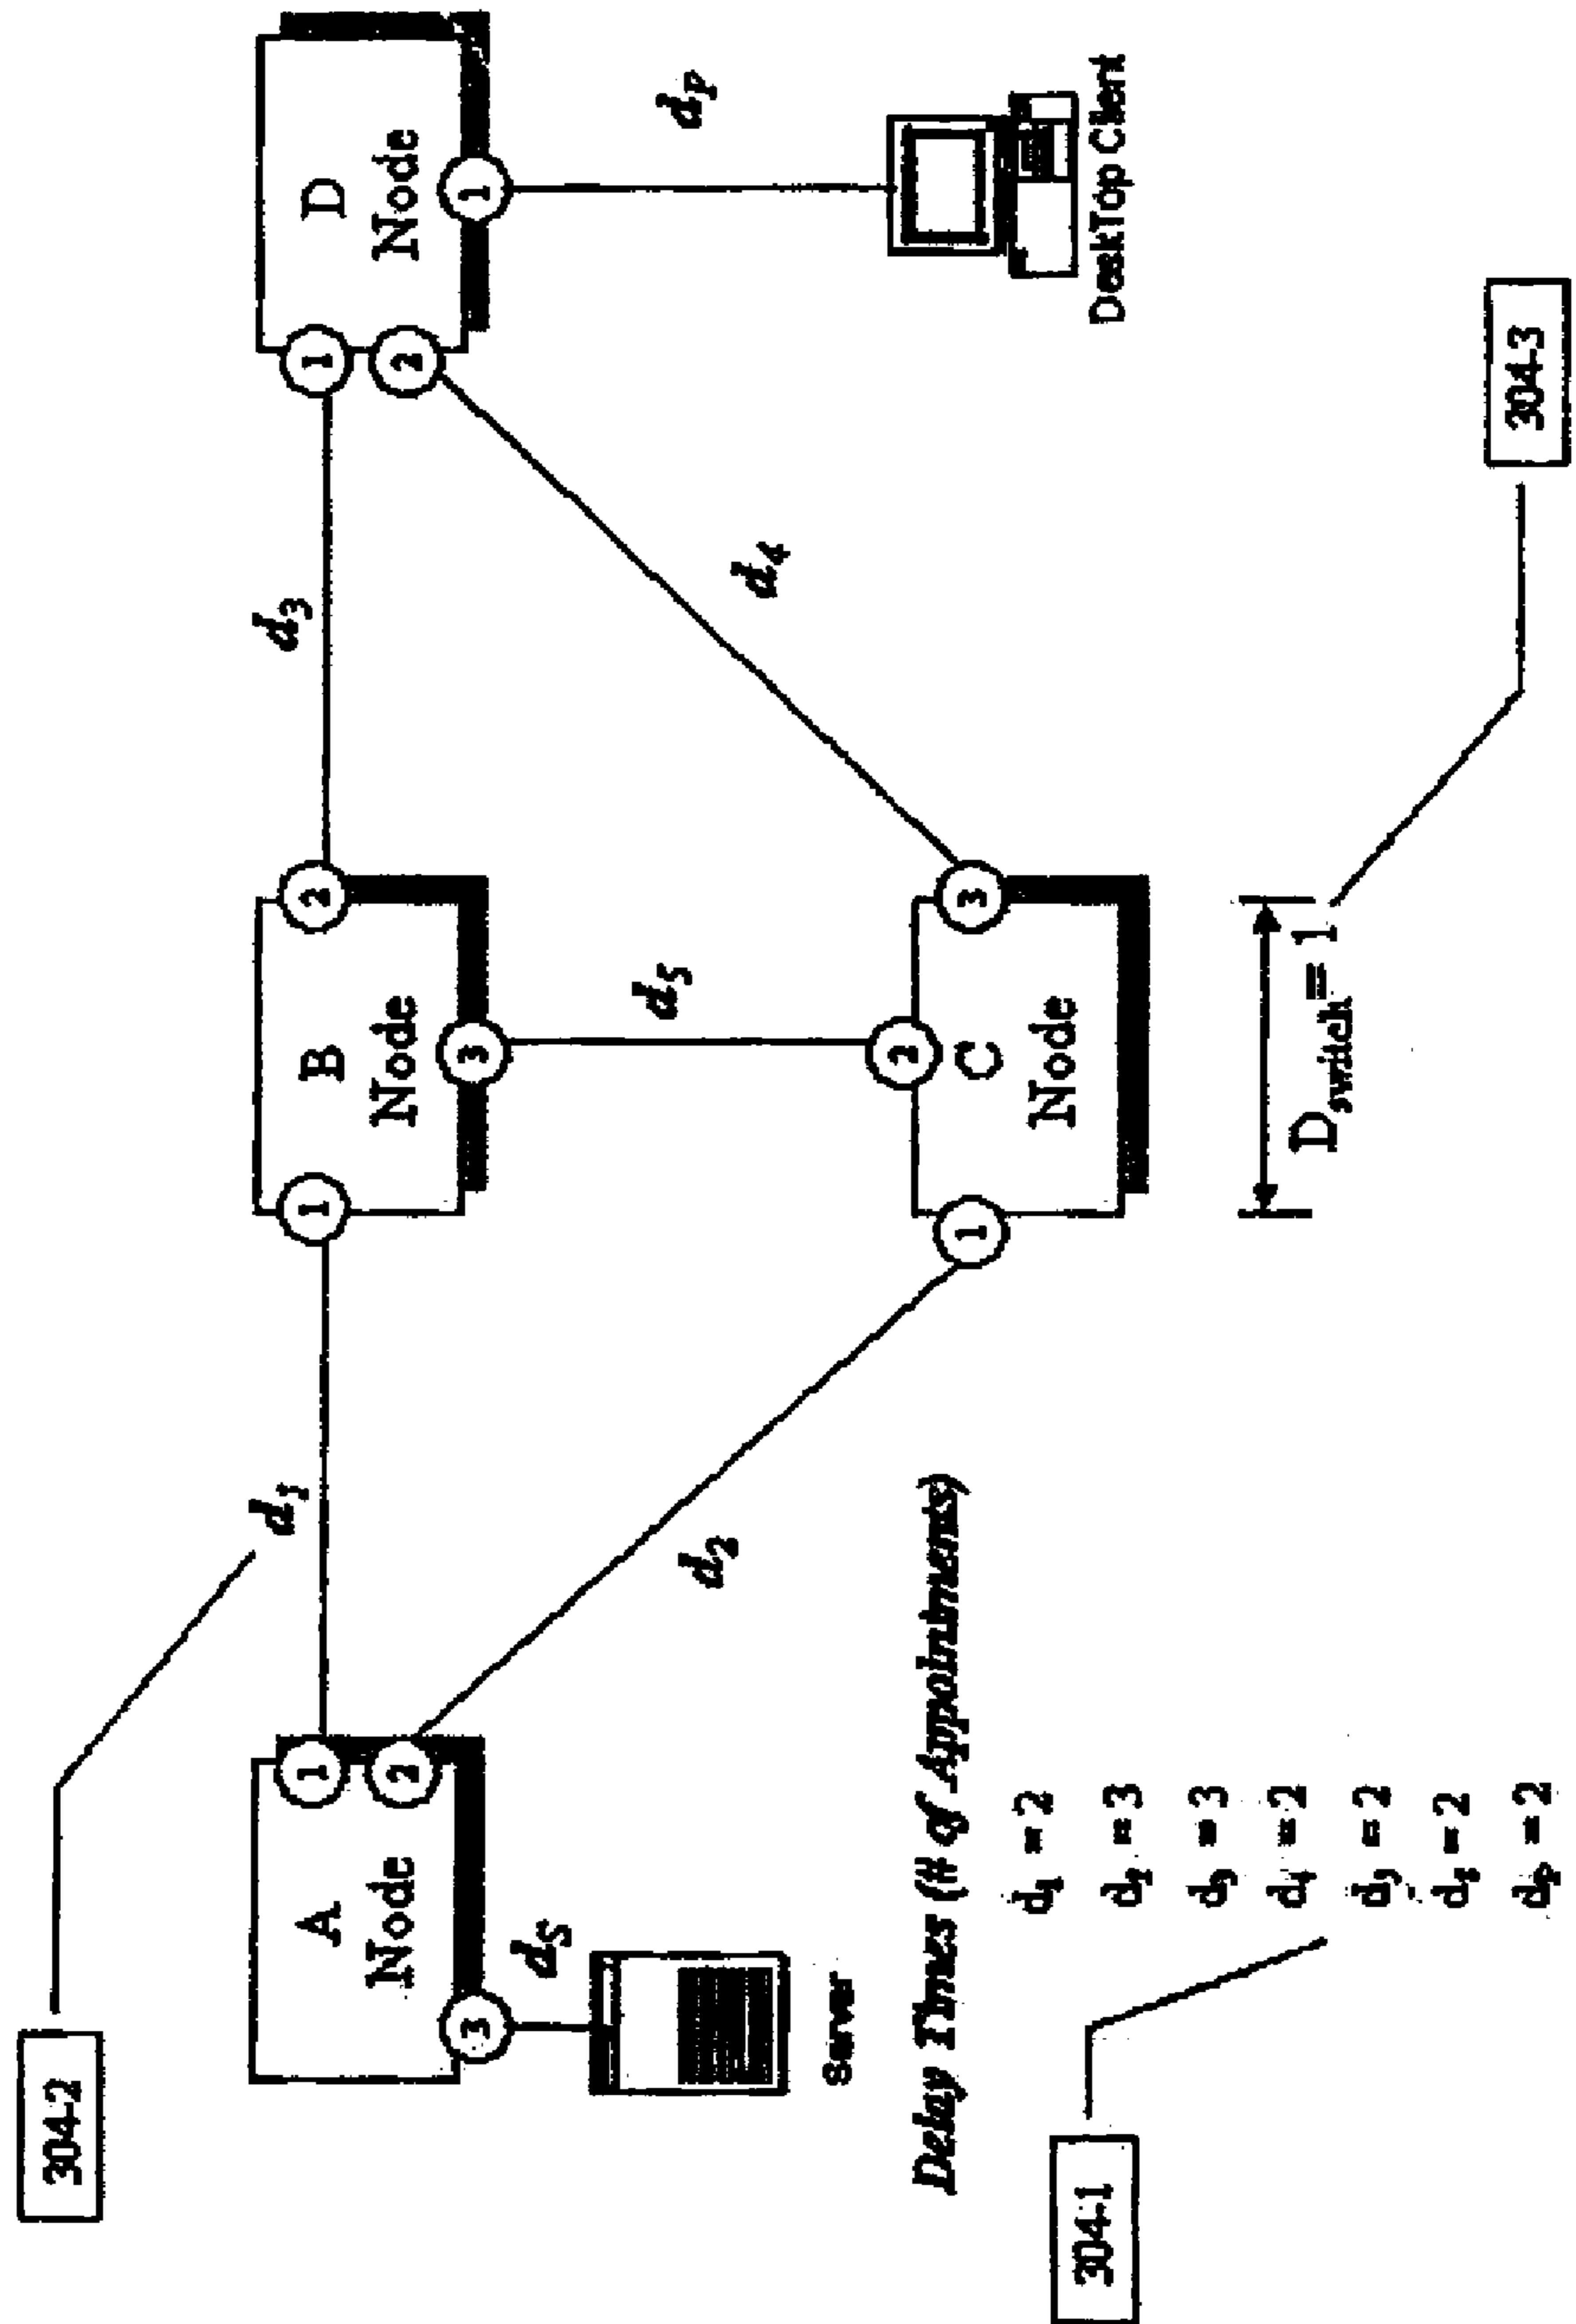 304-2
d1
d3
A
Node
1
2
3
B
Node
1
2
3
D
Node
1
2
1
dS
d2
d5
d4
dP
Server
C
Node
1
2
3
DeskTop Client
Delay Times (# of Appointments)
d1 = 2
d2 = 3
d3 = 3
d4 = 2
= 2
= 2
= 2
Dswitch = 1
304-1
304-3